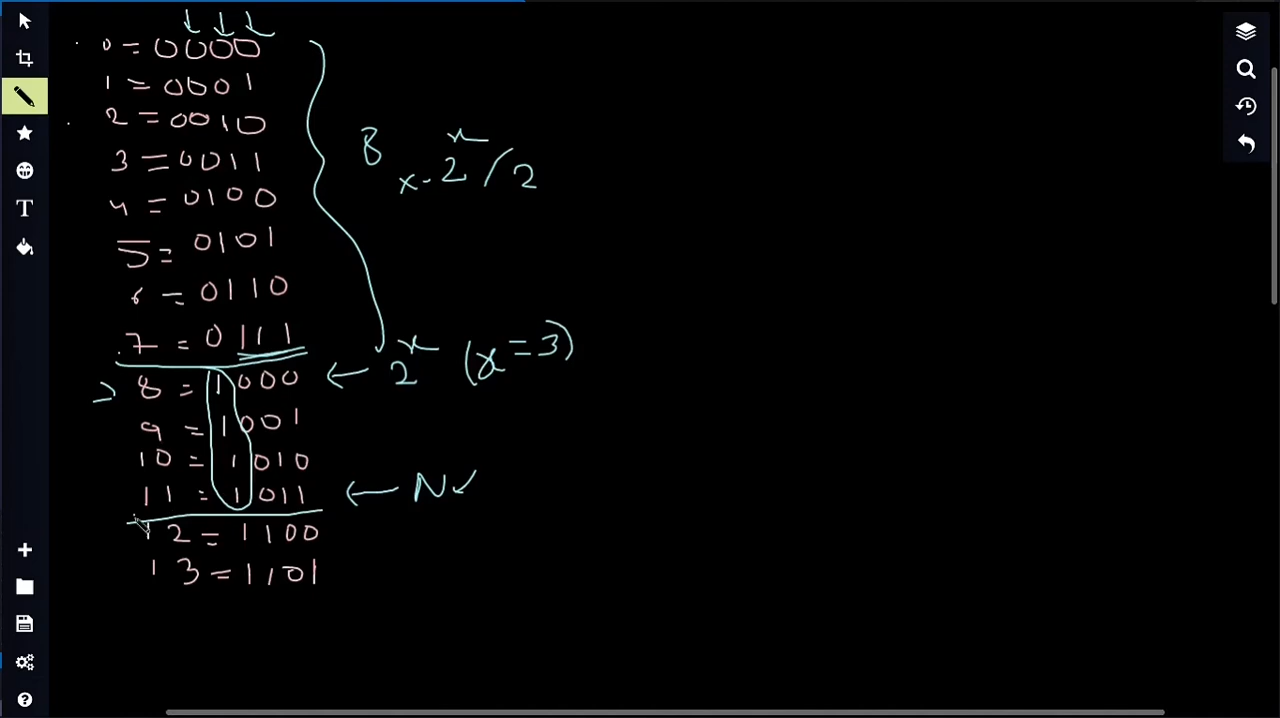 0 = 0000
1 = 0001
2 = 0010
3 = 0011
8
x · 2^x / 2
4 = 0100
5 = 0101
6 = 0110
7 = 0111
8 = 1000 ← 2^x (x = 3)
9 = 1001
10 = 1010
11 = 1011 ← N ✓
12 = 1100
13 = 1101
T